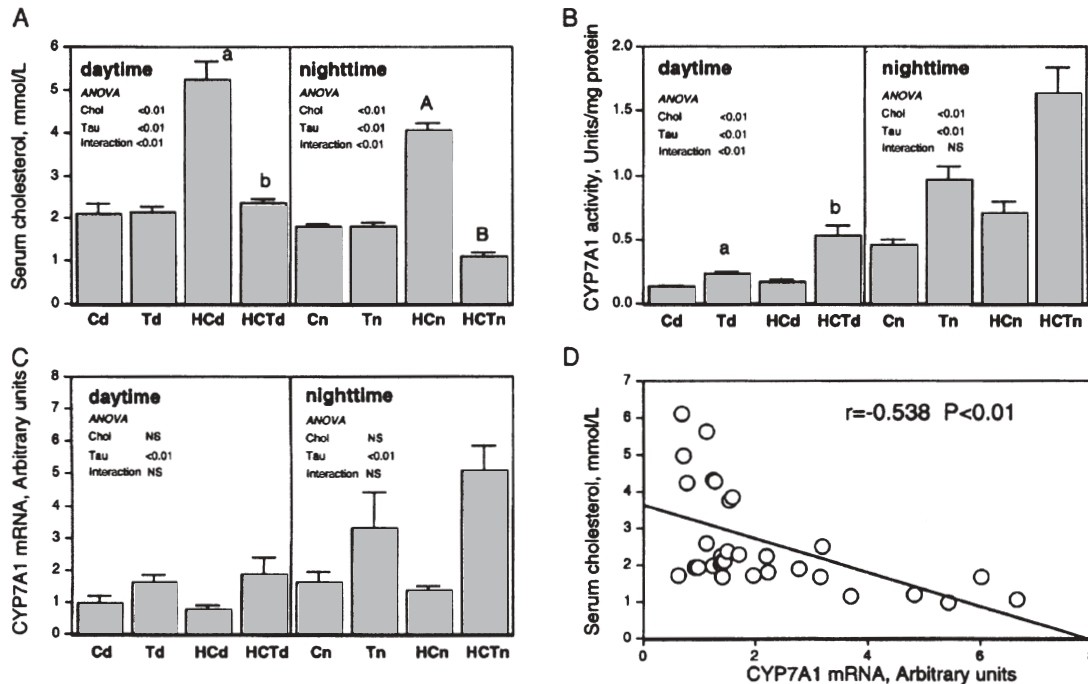 A
Serum cholesterol, mmol/L
6
5
4
3
2
1
0
daytime
ANOVA
Chol <0.01
Tau <0.01
Interaction <0.01
a
b
nighttime
ANOVA
Chol <0.01
Tau <0.01
Interaction <0.01
A
B
Cd Td HCd HCTd Cn Tn HCn HCTn
B
CYP7A1 activity, Units/mg protein
2.0
1.5
1.0
0.5
0.0
daytime
ANOVA
Chol <0.01
Tau <0.01
Interaction <0.01
a
b
nighttime
ANOVA
Chol <0.01
Tau <0.01
Interaction NS
Cd Td HCd HCTd Cn Tn HCn HCTn
C
CYP7A1 mRNA, Arbitrary units
8
7
6
5
4
3
2
1
0
daytime
ANOVA
Chol NS
Tau <0.01
Interaction NS
nighttime
ANOVA
Chol NS
Tau <0.01
Interaction NS
Cd Td HCd HCTd Cn Tn HCn HCTn
D
Serum cholesterol, mmol/L
7
6
5
4
3
2
1
0
r=-0.538 P<0.01
0 2 4 6
CYP7A1 mRNA, Arbitrary units